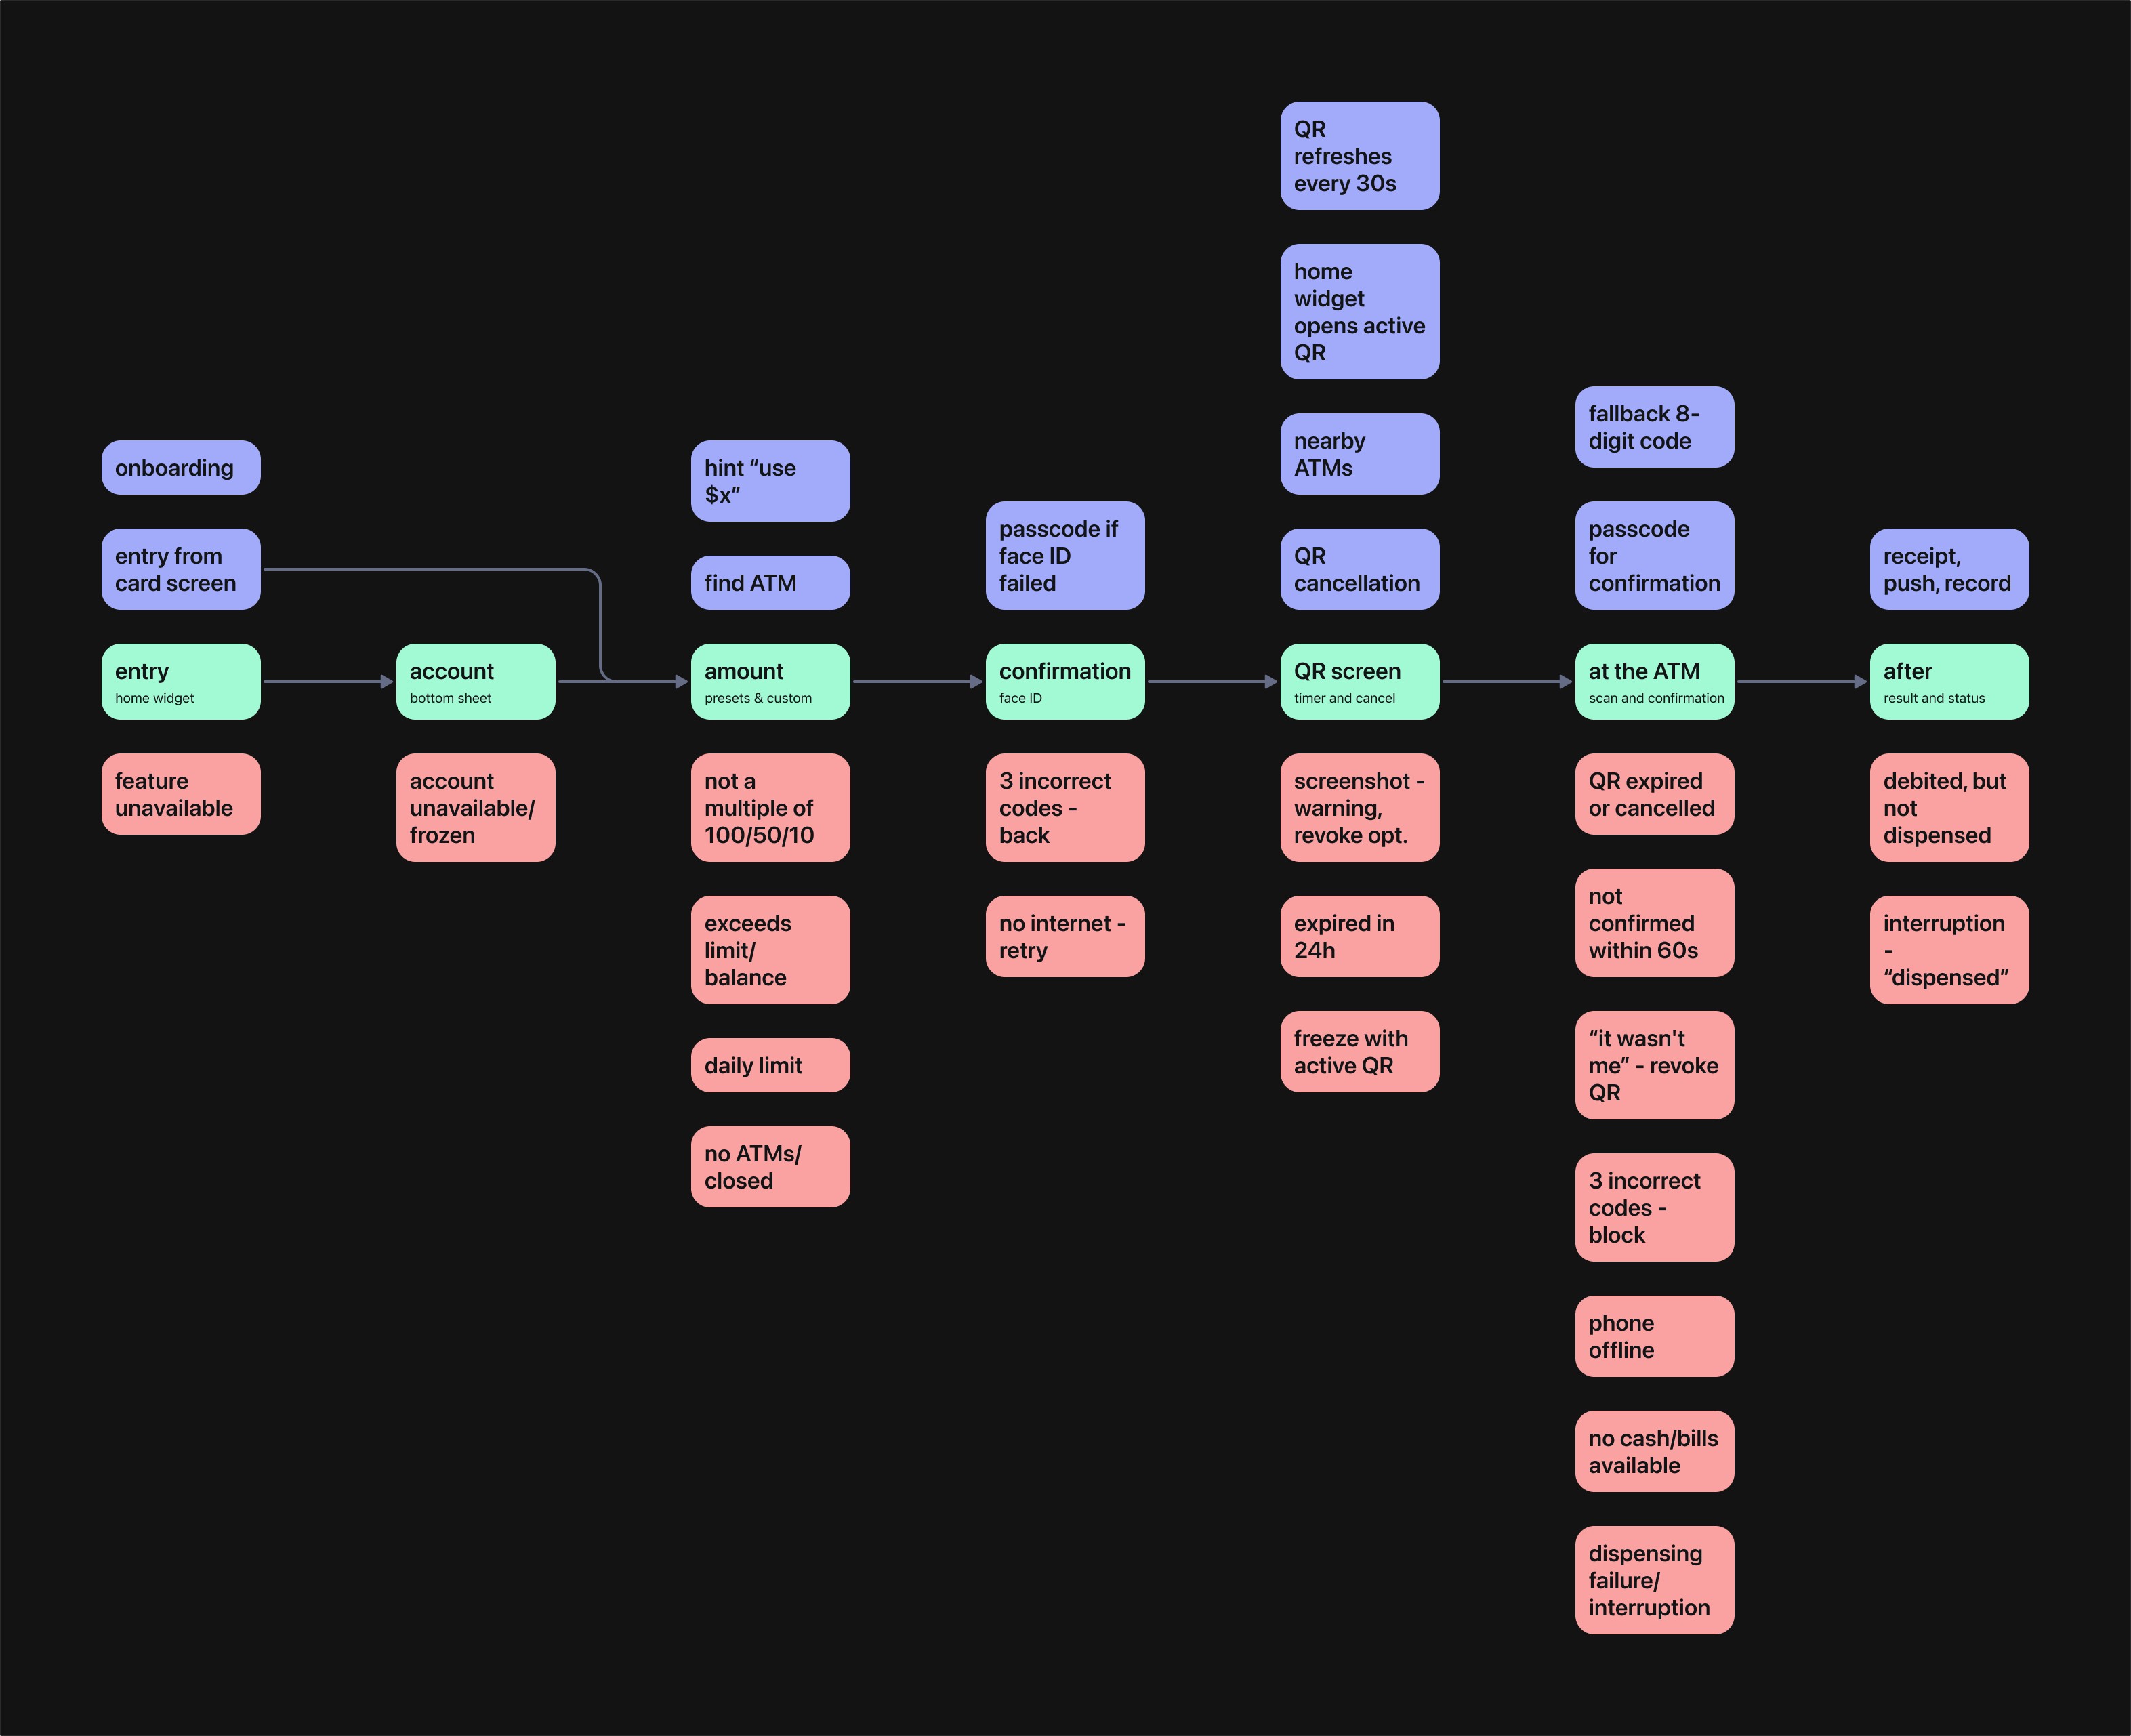 onboarding
entry from
card screen
entry
home widget
feature
unavailable
account
bottom sheet
account
unavailable/
frozen
hint “use
$x”
find ATM
amount
presets & custom
not a
multiple of
100/50/10
exceeds
limit/
balance
daily limit
no ATMs/
closed
passcode if
face ID
failed
confirmation
face ID
3 incorrect
codes -
back
no internet -
retry
QR
refreshes
every 30s
home
widget
opens active
QR
nearby
ATMs
QR
cancellation
QR screen
timer and cancel
screenshot -
warning,
revoke opt.
expired in
24h
freeze with
active QR
fallback 8-
digit code
passcode
for
confirmation
at the ATM
scan and confirmation
QR expired
or cancelled
not
confirmed
within 60s
“it wasn't
me” - revoke
QR
3 incorrect
codes -
block
phone
offline
no cash/bills
available
dispensing
failure/
interruption
receipt,
push, record
after
result and status
debited, but
not
dispensed
interruption
-
“dispensed”